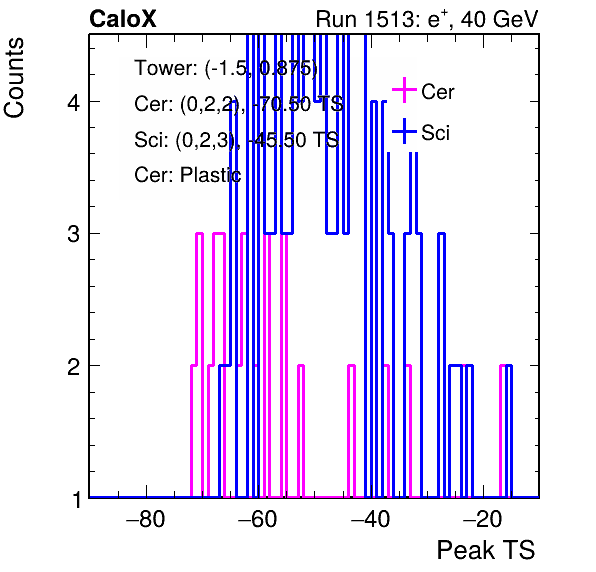 CaloX Run 1513: e⁺, 40 GeV
Counts
Tower: (-1.5, 0.875)
Cer: (0,2,2), -70.50 TS
Sci: (0,2,3), -45.50 TS
Cer: Plastic
Cer
Sci
4
3
2
1
−80 −60 −40 −20
Peak TS